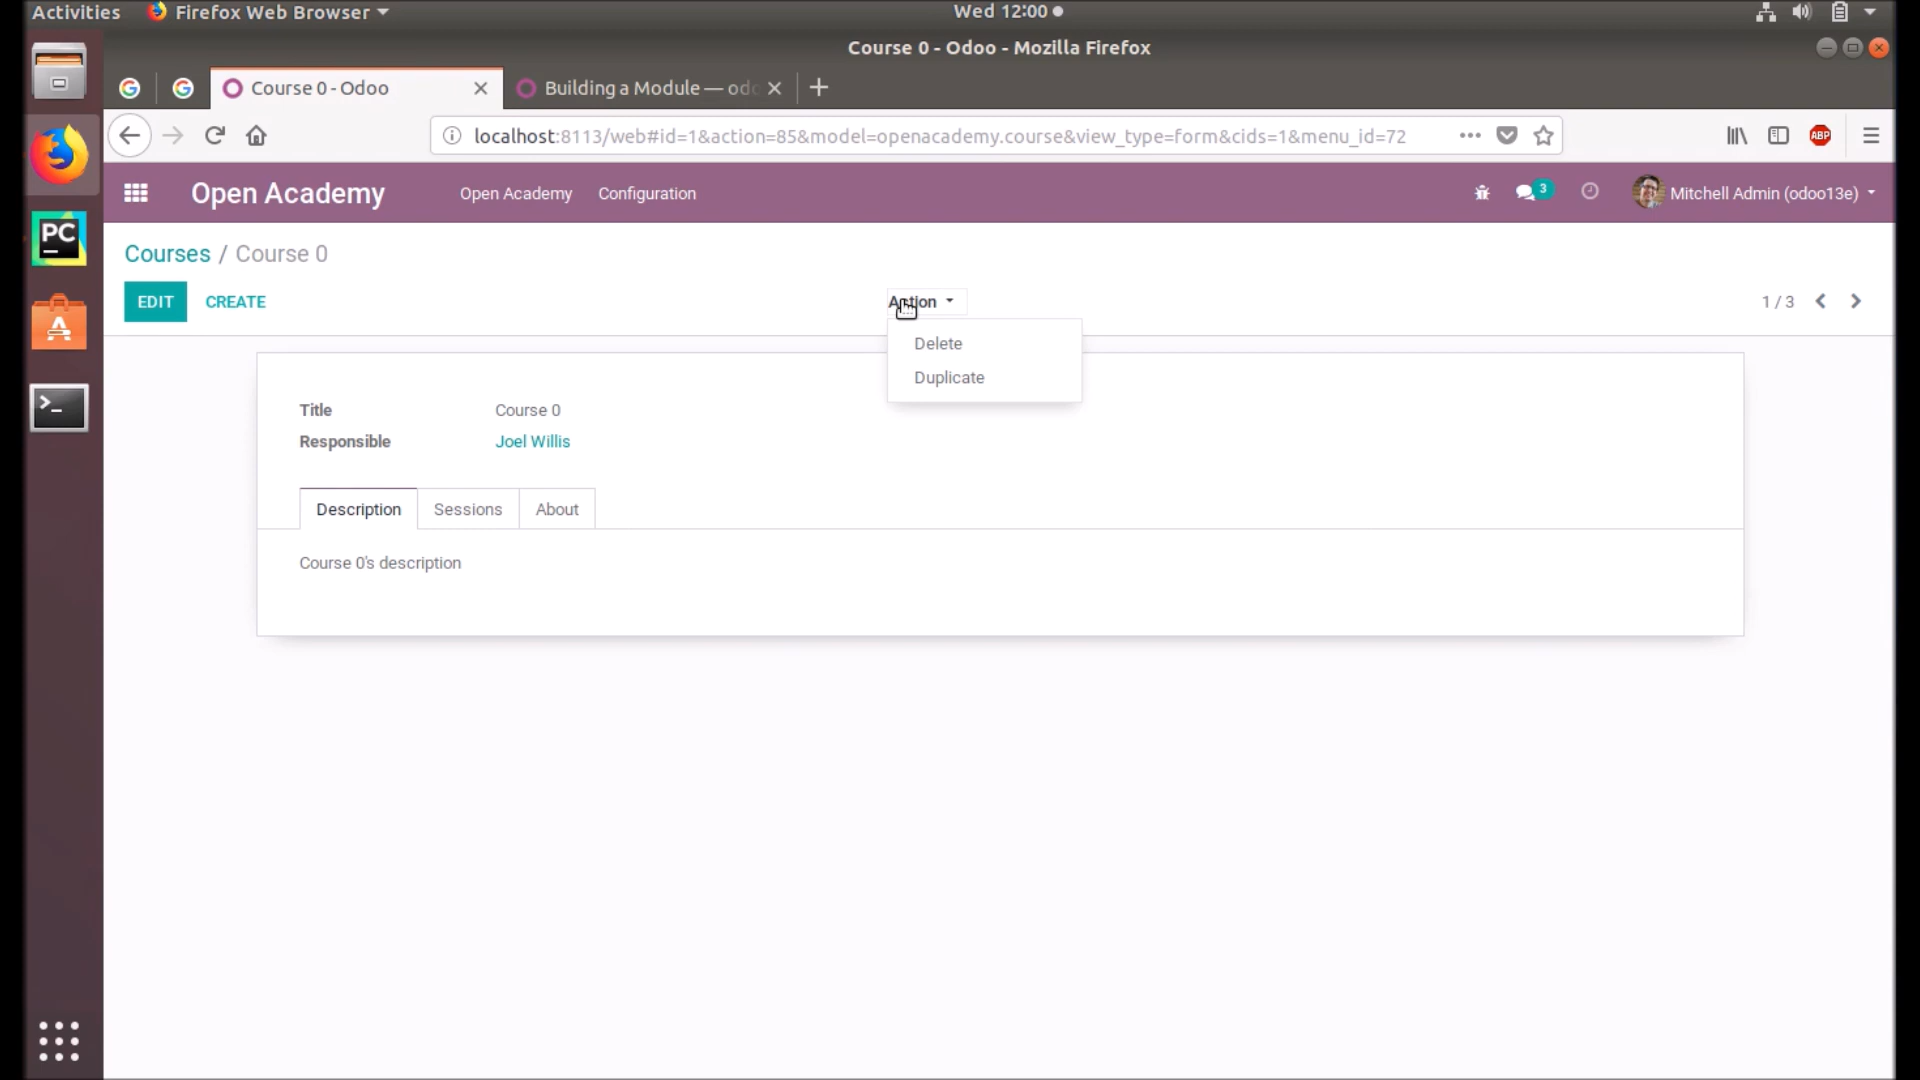 Activities Firefox Web Browser Wed 12:00
Course 0 - Odoo - Mozilla Firefox
Course 0 - Odoo Building a Module — odo
localhost:8113/web#id=1&action=85&model=openacademy.course&view_type=form&cids=1&menu_id=72 ABP
PC
Open Academy Open Academy Configuration 3 Mitchell Admin (odoo13e)
Courses / Course 0
EDIT CREATE Action 1 / 3
Delete
Duplicate
Title Course 0
Responsible Joel Willis
Description Sessions About
Course 0's description